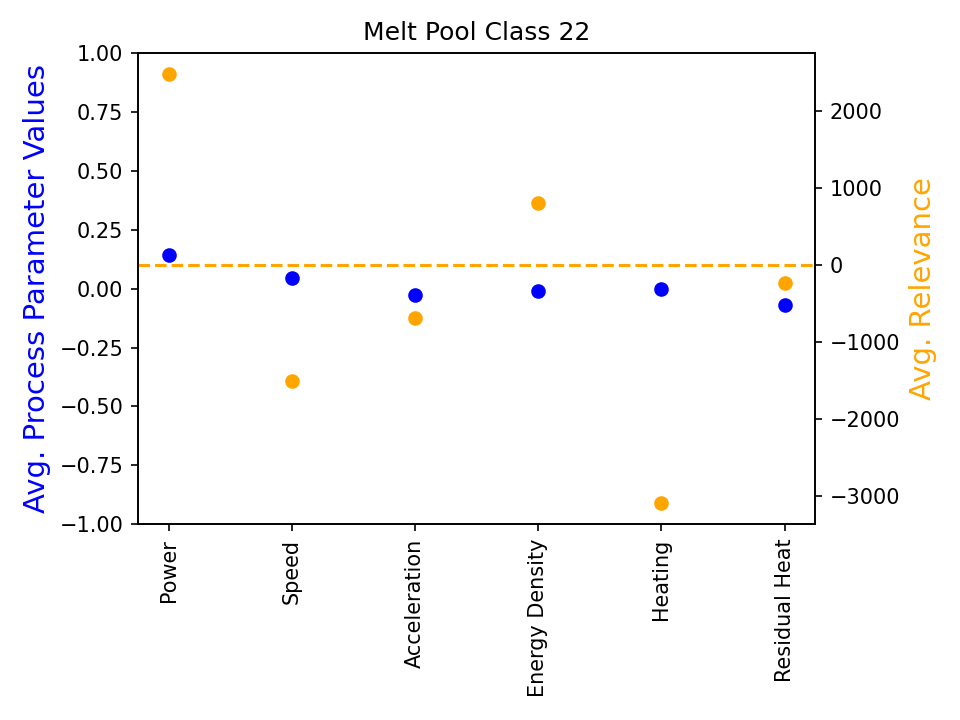 Melt Pool Class 22
Avg. Process Parameter Values
1.00
0.75
0.50
0.25
0.00
−0.25
−0.50
−0.75
−1.00
2000
1000
0
−1000
−2000
−3000
Avg. Relevance
Power
Speed
Acceleration
Energy Density
Heating
Residual Heat